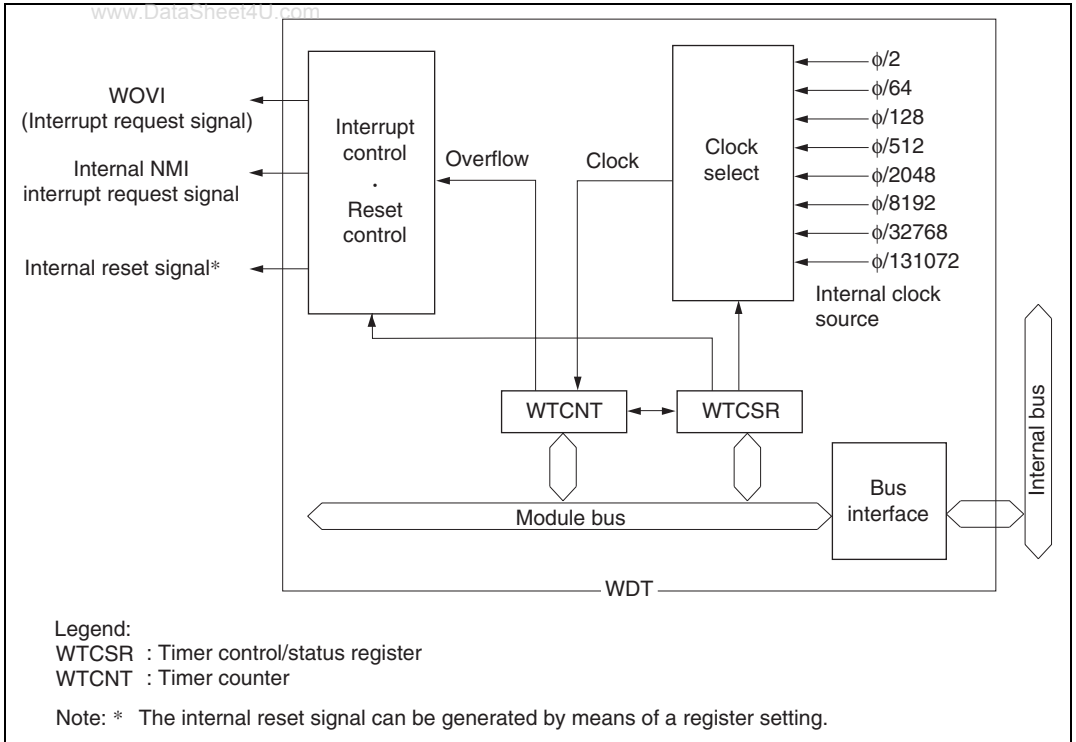 www.DataSheet4U.com
WOVI
(Interrupt request signal)
Internal NMI
interrupt request signal
Internal reset signal*
Interrupt
control
.
Reset
control
Overflow
Clock
Clock
select
ϕ/2
ϕ/64
ϕ/128
ϕ/512
ϕ/2048
ϕ/8192
ϕ/32768
ϕ/131072
Internal clock
source
WTCNT
WTCSR
Module bus
Bus
interface
Internal bus
WDT
Legend:
WTCSR : Timer control/status register
WTCNT : Timer counter
Note: * The internal reset signal can be generated by means of a register setting.